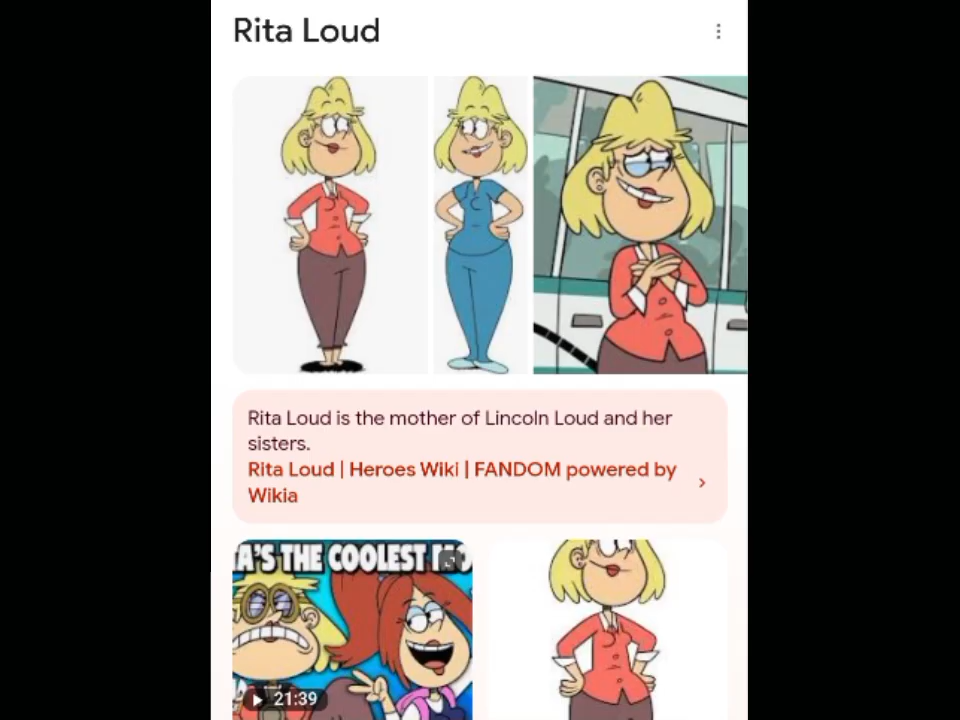 Rita Loud
Rita Loud is the mother of Lincoln Loud and her
sisters.
Rita Loud | Heroes Wiki | FANDOM powered by
Wikia
A'S THE COOLEST
21:39